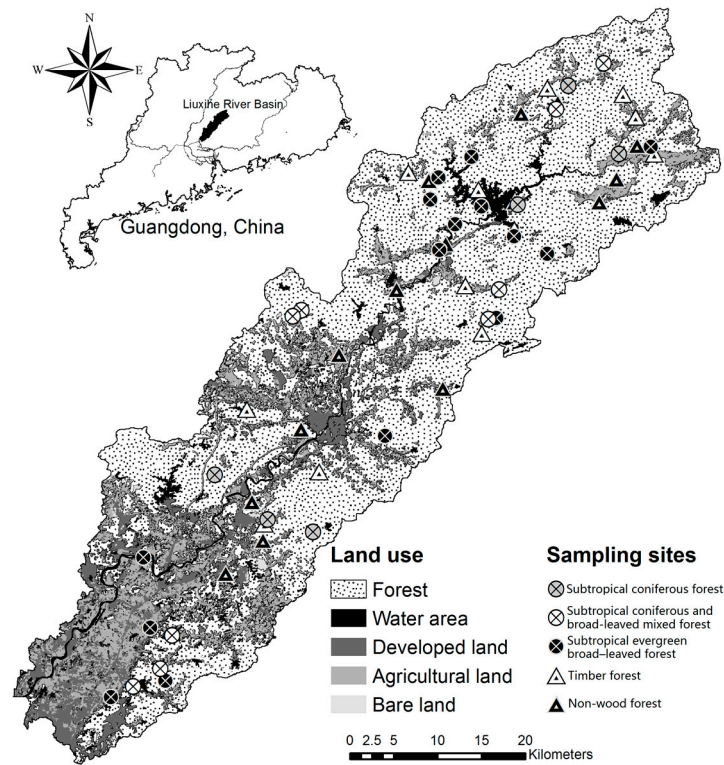 N
W E
S
Liuxihe River Basin
Guangdong, China
Land use
Forest
Water area
Developed land
Agricultural land
Bare land
Sampling sites
Subtropical coniferous forest
Subtropical coniferous and
broad-leaved mixed forest
Subtropical evergreen
broad–leaved forest
Timber forest
Non-wood forest
0 2.5 5 10 15 20
Kilometers